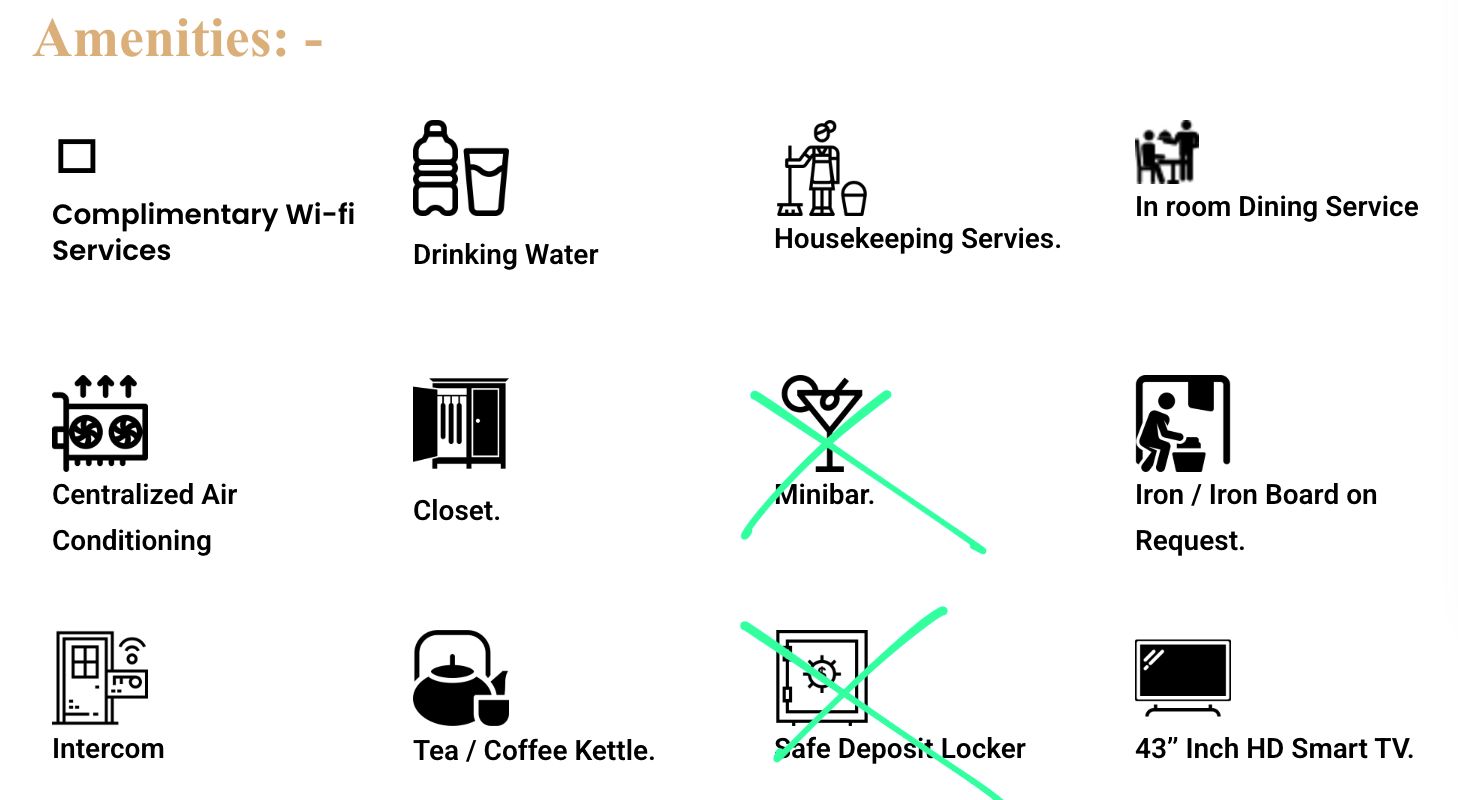 Amenities: -
Complimentary Wi-fi
Services
Drinking Water
Housekeeping Servies.
In room Dining Service
Centralized Air
Conditioning
Closet.
Minibar.
Iron / Iron Board on
Request.
Intercom
Tea / Coffee Kettle.
$
Safe Deposit Locker
43” Inch HD Smart TV.